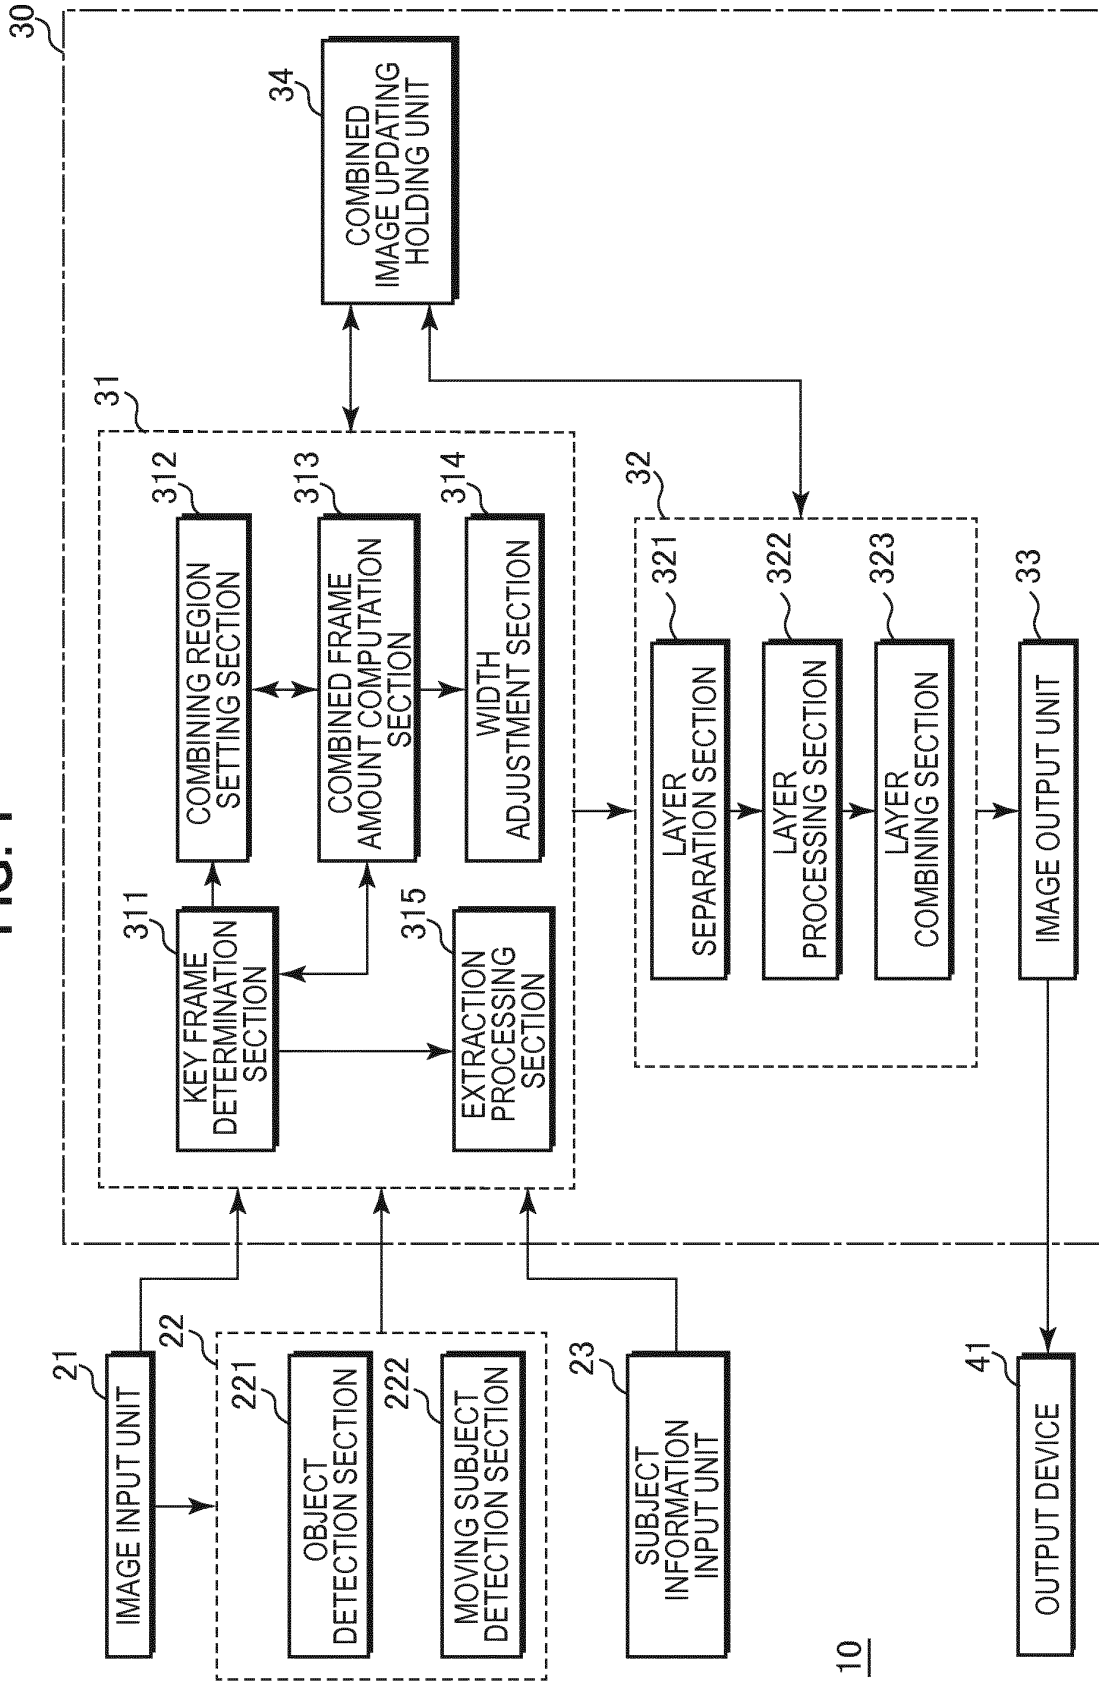 FIG. 1
10
30
21
IMAGE INPUT UNIT
22
221
OBJECT
DETECTION SECTION
222
MOVING SUBJECT
DETECTION SECTION
23
SUBJECT
INFORMATION
INPUT UNIT
31
311
KEY FRAME
DETERMINATION
SECTION
312
COMBINING REGION
SETTING SECTION
313
COMBINED FRAME
AMOUNT COMPUTATION
SECTION
314
WIDTH
ADJUSTMENT SECTION
315
EXTRACTION
PROCESSING
SECTION
34
COMBINED
IMAGE UPDATING
HOLDING UNIT
32
321
LAYER
SEPARATION SECTION
322
LAYER
PROCESSING SECTION
323
LAYER
COMBINING SECTION
33
IMAGE OUTPUT UNIT
41
OUTPUT DEVICE